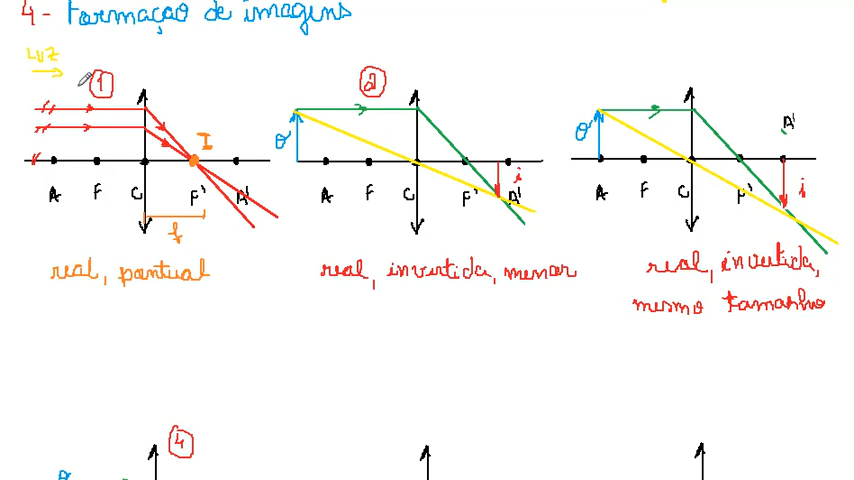 4- Formação de imagens
LUZ
1
2
I
A F C F' A'
f
real, pontual
o
i
F C F' A'
real, invertida, menor
o
A'
i
A F C F'
real, invertida,
mesmo tamanho
4
o